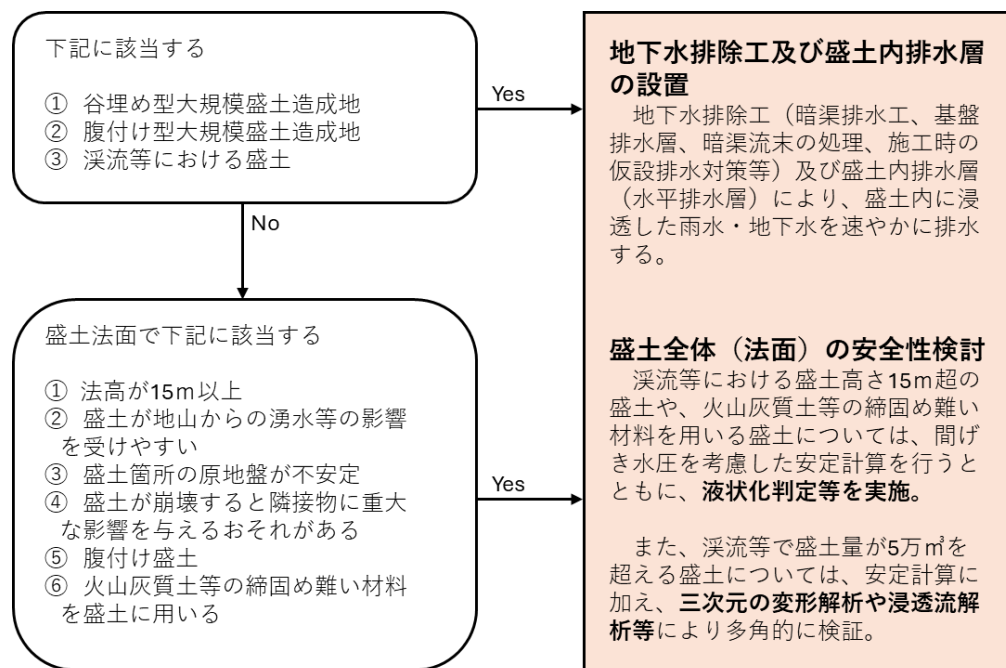 下記に該当する
① 谷埋め型大規模盛土造成地
② 腹付け型大規模盛土造成地
③ 渓流等における盛土
Yes
No
盛土法面で下記に該当する
① 法高が15m以上
② 盛土が地山からの湧水等の影響
を受けやすい
③ 盛土箇所の原地盤が不安定
④ 盛土が崩壊すると隣接物に重大
な影響を与えるおそれがある
⑤ 腹付け盛土
⑥ 火山灰質土等の締固め難い材料
を盛土に用いる
Yes
地下水排除工及び盛土内排水層
の設置
地下水排除工（暗渠排水工、基盤
排水層、暗渠流末の処理、施工時の
仮設排水対策等）及び盛土内排水層
（水平排水層）により、盛土内に浸
透した雨水・地下水を速やかに排水
する。
盛土全体（法面）の安全性検討
渓流等における盛土高さ15m超の
盛土や、火山灰質土等の締固め難い
材料を用いる盛土については、間げ
き水圧を考慮した安定計算を行うと
ともに、液状化判定等を実施。
また、渓流等で盛土量が5万㎥を
超える盛土については、安定計算に
加え、三次元の変形解析や浸透流解
析等により多角的に検証。